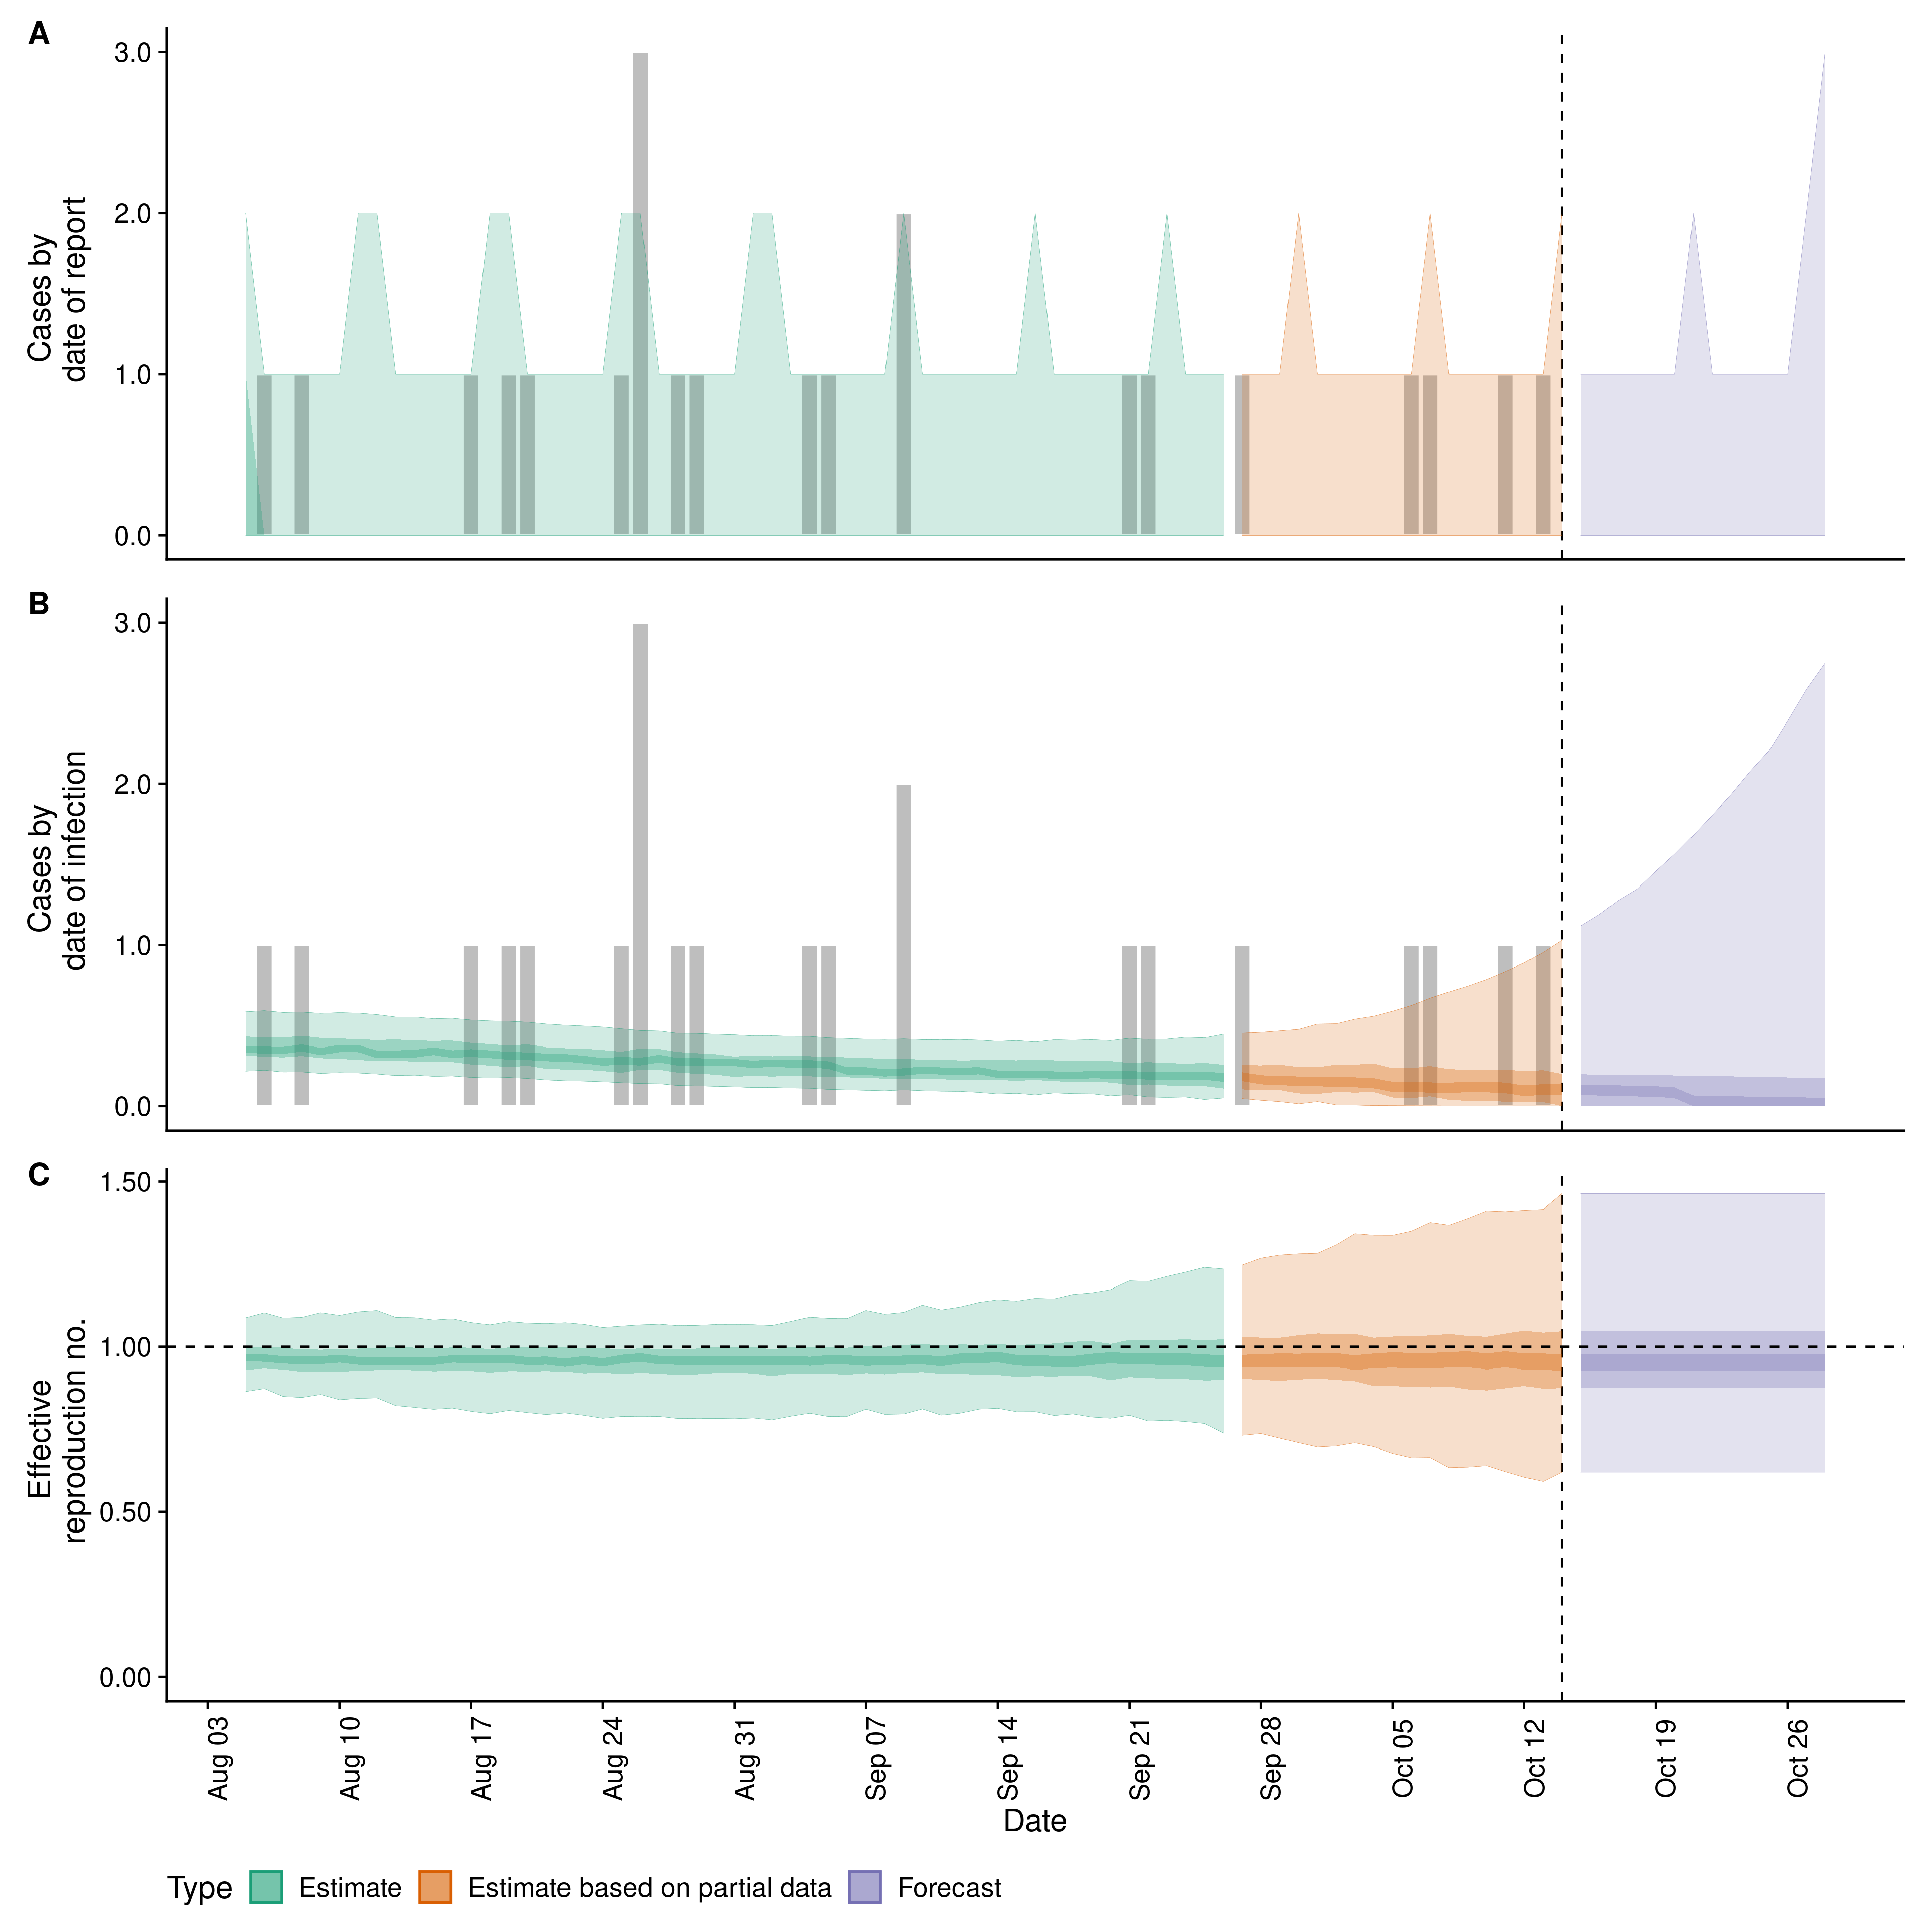 A
3.0
2.0
1.0
0.0
Cases by
date of report
B
3.0
2.0
1.0
0.0
Cases by
date of infection
C
1.50
1.00
0.50
0.00
Effective
reproduction no.
Aug 03
Aug 10
Aug 17
Aug 24
Aug 31
Sep 07
Sep 14
Sep 21
Sep 28
Oct 05
Oct 12
Oct 19
Oct 26
Date
Type Estimate Estimate based on partial data Forecast